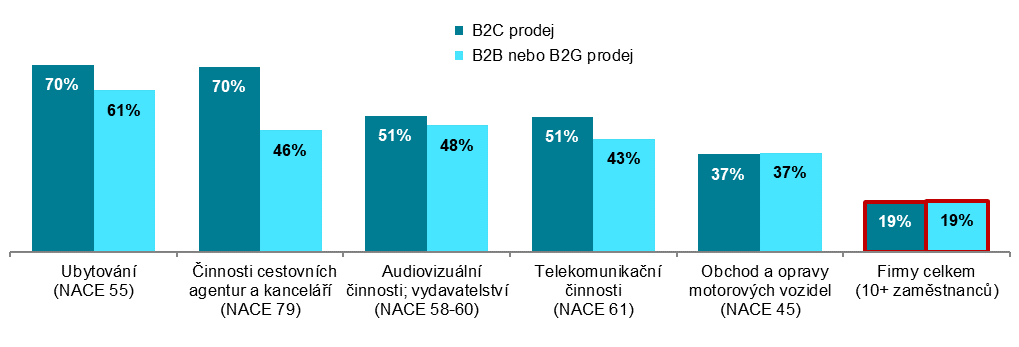 B2C prodej
B2B nebo B2G prodej
70%
61%
70%
46%
51%
48%
51%
43%
37%
37%
19%
19%
Ubytování
(NACE 55)
Činnosti cestovních
agentur a kanceláří
(NACE 79)
Audiovizuální
činnosti; vydavatelství
(NACE 58-60)
Telekomunikační
činnosti
(NACE 61)
Obchod a opravy
motorových vozidel
(NACE 45)
Firmy celkem
(10+ zaměstnanců)